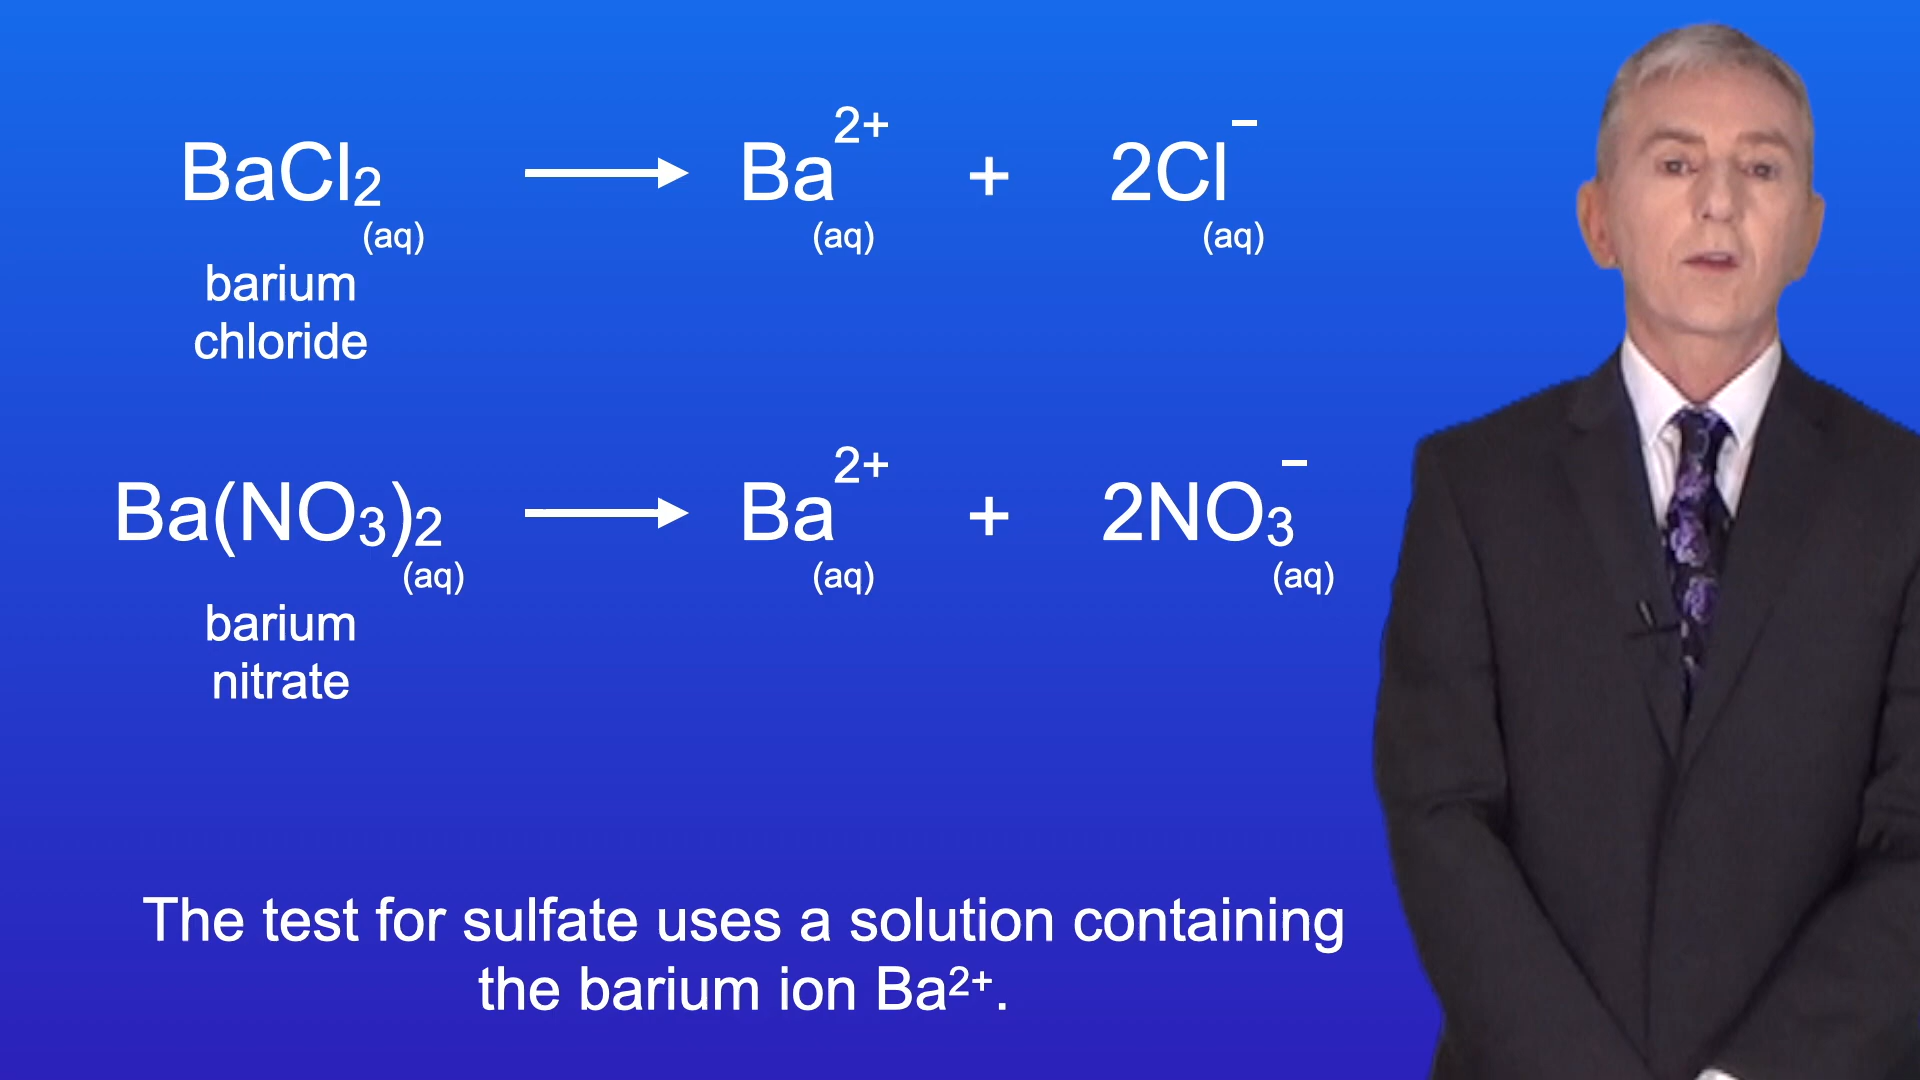 BaCl₂(aq) ⟶ Ba²⁺(aq) + 2Cl⁻(aq)
barium
chloride
Ba(NO₃)₂(aq) ⟶ Ba²⁺(aq) + 2NO₃⁻(aq)
barium
nitrate
The test for sulfate uses a solution containing
the barium ion Ba²⁺.